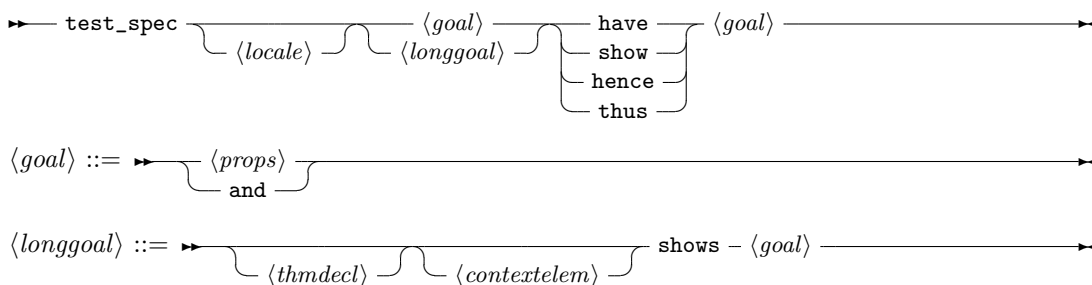 test_spec ⟨goal⟩ have ⟨goal⟩
⟨locale⟩ ⟨longgoal⟩ show
hence
thus
⟨goal⟩ ::= ⟨props⟩
and
⟨longgoal⟩ ::= shows ⟨goal⟩
⟨thmdecl⟩ ⟨contextelem⟩